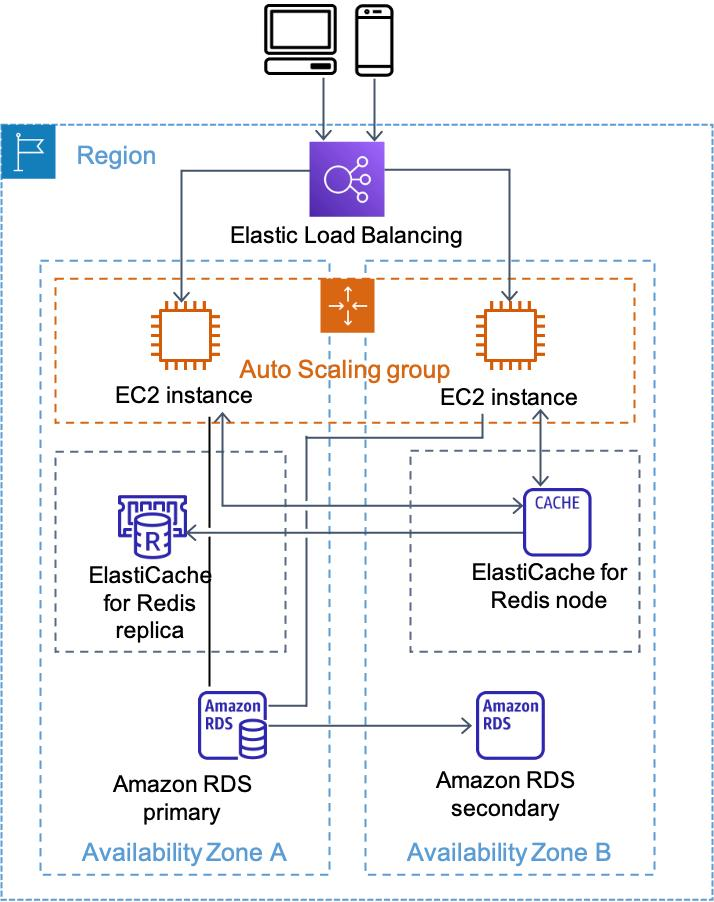 Region
Elastic Load Balancing
Auto Scaling group
EC2 instance
EC2 instance
R
ElastiCache
for Redis
replica
CACHE
ElastiCache for
Redis node
Amazon
RDS
Amazon RDS
primary
Amazon
RDS
Amazon RDS
secondary
Availability Zone A
Availability Zone B